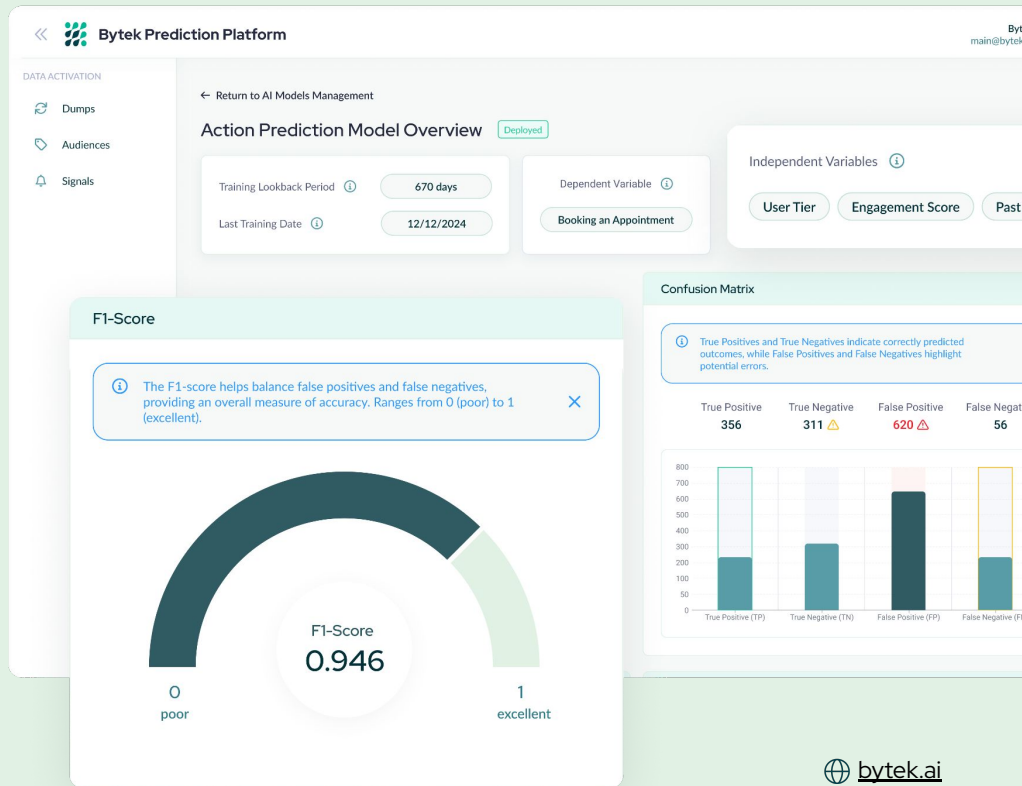 Bytek Prediction Platform
Byt
main@bytek
DATA ACTIVATION
Dumps
Audiences
Signals
← Return to AI Models Management
Action Prediction Model Overview
Deployed
Training Lookback Period
670 days
Last Training Date
12/12/2024
Dependent Variable
Booking an Appointment
Independent Variables
User Tier
Engagement Score
Past
F1-Score
The F1-score helps balance false positives and false negatives,
providing an overall measure of accuracy. Ranges from 0 (poor) to 1
(excellent).
F1-Score
0.946
0
poor
1
excellent
Confusion Matrix
True Positives and True Negatives indicate correctly predicted
outcomes, while False Positives and False Negatives highlight
potential errors.
True Positive
356
True Negative
311
False Positive
620
False Negat
56
800
700
600
500
400
300
200
100
50
0
True Positive (TP)
True Negative (TN)
False Positive (FP)
False Negative (F
bytek.ai